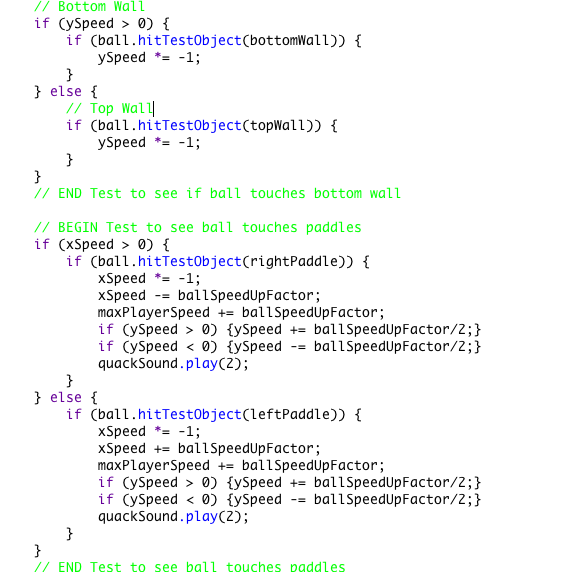 // Bottom Wall
if (ySpeed > 0) {
if (ball.hitTestObject(bottomWall)) {
ySpeed *= -1;
}
} else {
// Top Wall
if (ball.hitTestObject(topWall)) {
ySpeed *= -1;
}
}
// END Test to see if ball touches bottom wall
// BEGIN Test to see ball touches paddles
if (xSpeed > 0) {
if (ball.hitTestObject(rightPaddle)) {
xSpeed *= -1;
xSpeed -= ballSpeedUpFactor;
maxPlayerSpeed += ballSpeedUpFactor;
if (ySpeed > 0) {ySpeed += ballSpeedUpFactor/2;}
if (ySpeed < 0) {ySpeed -= ballSpeedUpFactor/2;}
quackSound.play(2);
}
} else {
if (ball.hitTestObject(leftPaddle)) {
xSpeed *= -1;
xSpeed += ballSpeedUpFactor;
maxPlayerSpeed += ballSpeedUpFactor;
if (ySpeed > 0) {ySpeed += ballSpeedUpFactor/2;}
if (ySpeed < 0) {ySpeed -= ballSpeedUpFactor/2;}
quackSound.play(2);
}
}
// END Test to see ball touches paddles